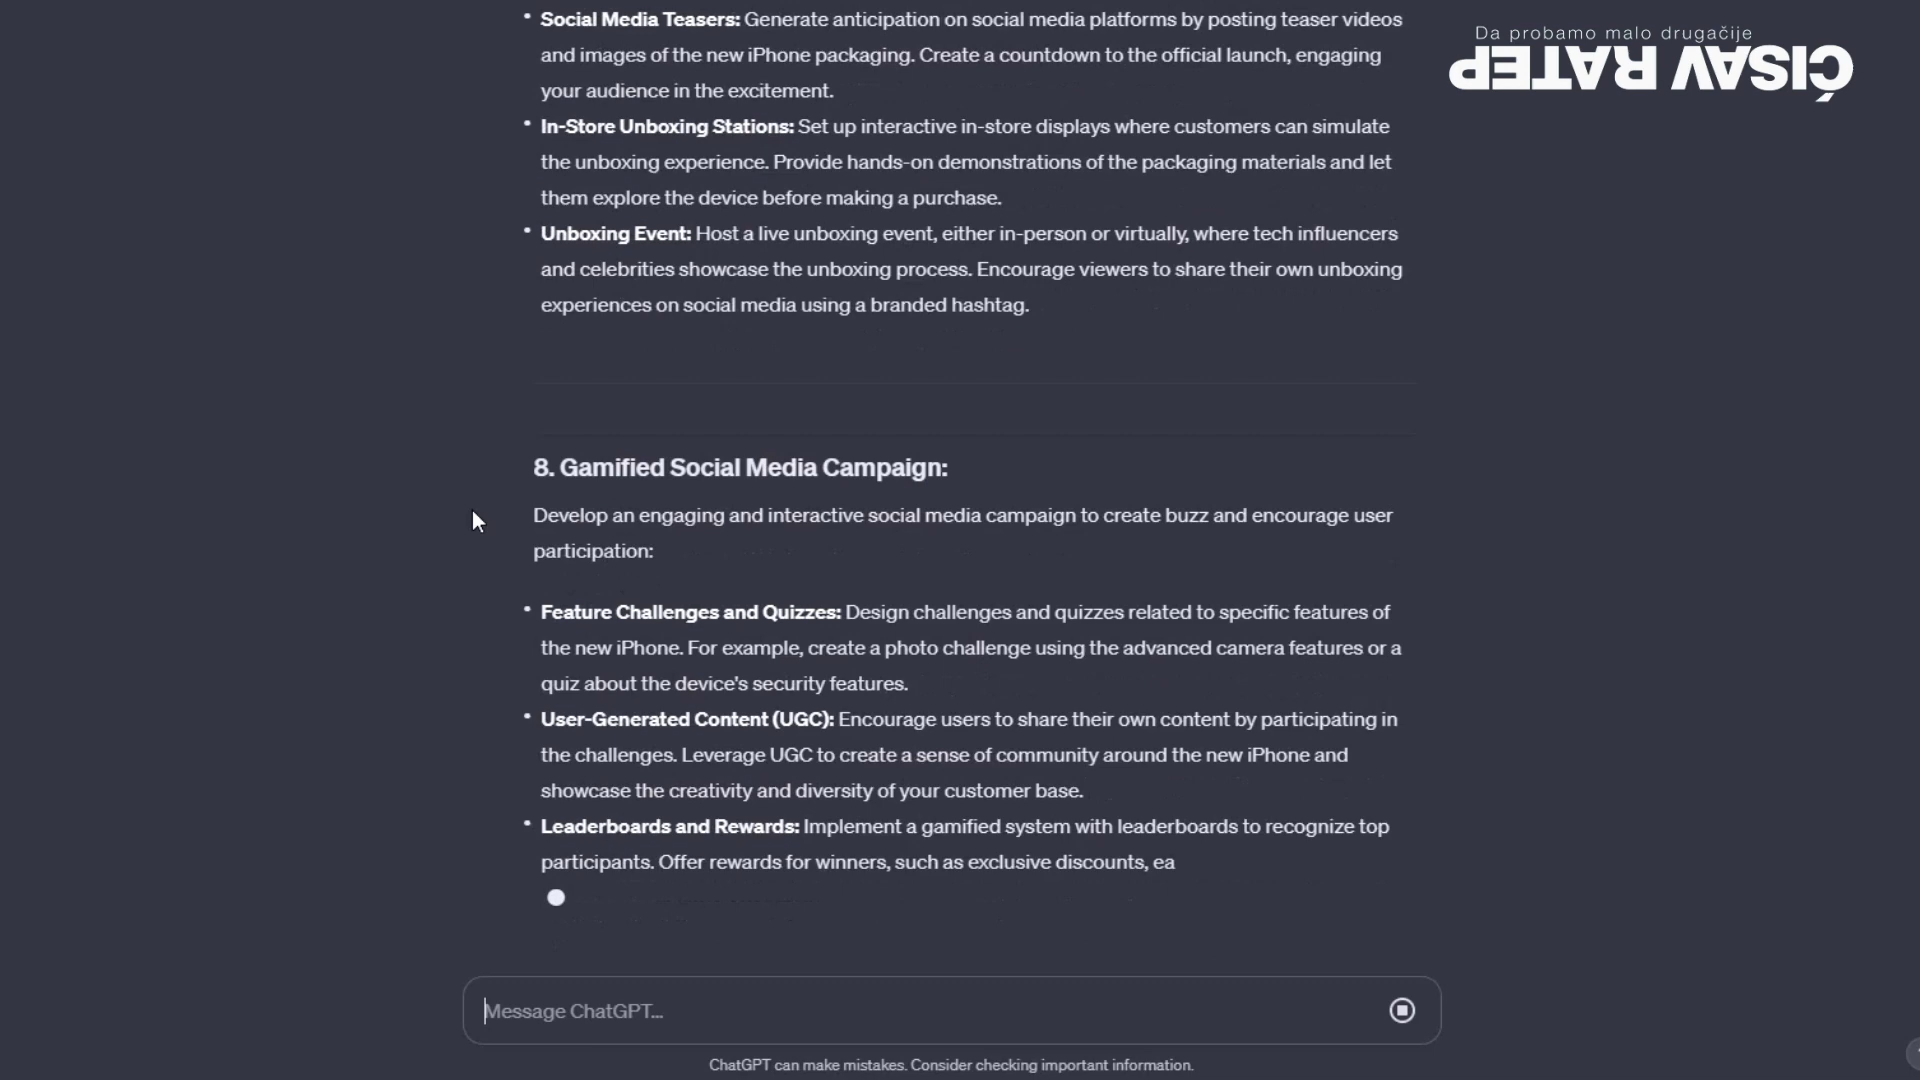 Da probamo malo drugačije
PETAR VASIĆ
• Social Media Teasers: Generate anticipation on social media platforms by posting teaser videos
and images of the new iPhone packaging. Create a countdown to the official launch, engaging
your audience in the excitement.
• In-Store Unboxing Stations: Set up interactive in-store displays where customers can simulate
the unboxing experience. Provide hands-on demonstrations of the packaging materials and let
them explore the device before making a purchase.
• Unboxing Event: Host a live unboxing event, either in-person or virtually, where tech influencers
and celebrities showcase the unboxing process. Encourage viewers to share their own unboxing
experiences on social media using a branded hashtag.
8. Gamified Social Media Campaign:
Develop an engaging and interactive social media campaign to create buzz and encourage user
participation:
• Feature Challenges and Quizzes: Design challenges and quizzes related to specific features of
the new iPhone. For example, create a photo challenge using the advanced camera features or a
quiz about the device's security features.
• User-Generated Content (UGC): Encourage users to share their own content by participating in
the challenges. Leverage UGC to create a sense of community around the new iPhone and
showcase the creativity and diversity of your customer base.
• Leaderboards and Rewards: Implement a gamified system with leaderboards to recognize top
participants. Offer rewards for winners, such as exclusive discounts, ea
Message ChatGPT...
ChatGPT can make mistakes. Consider checking important information.